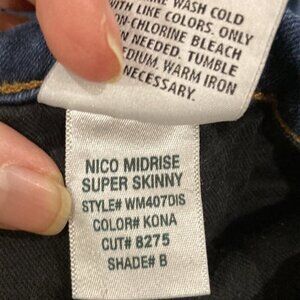 WASH COLD
WITH LIKE COLORS. ONLY
NON-CHLORINE BLEACH
NEEDED. TUMBLE
MEDIUM WARM IRON
NECESSARY.
NICO MIDRISE
SUPER SKINNY
STYLE# WM407DIS
COLOR# KONA
CUT# 8275
SHADE# B